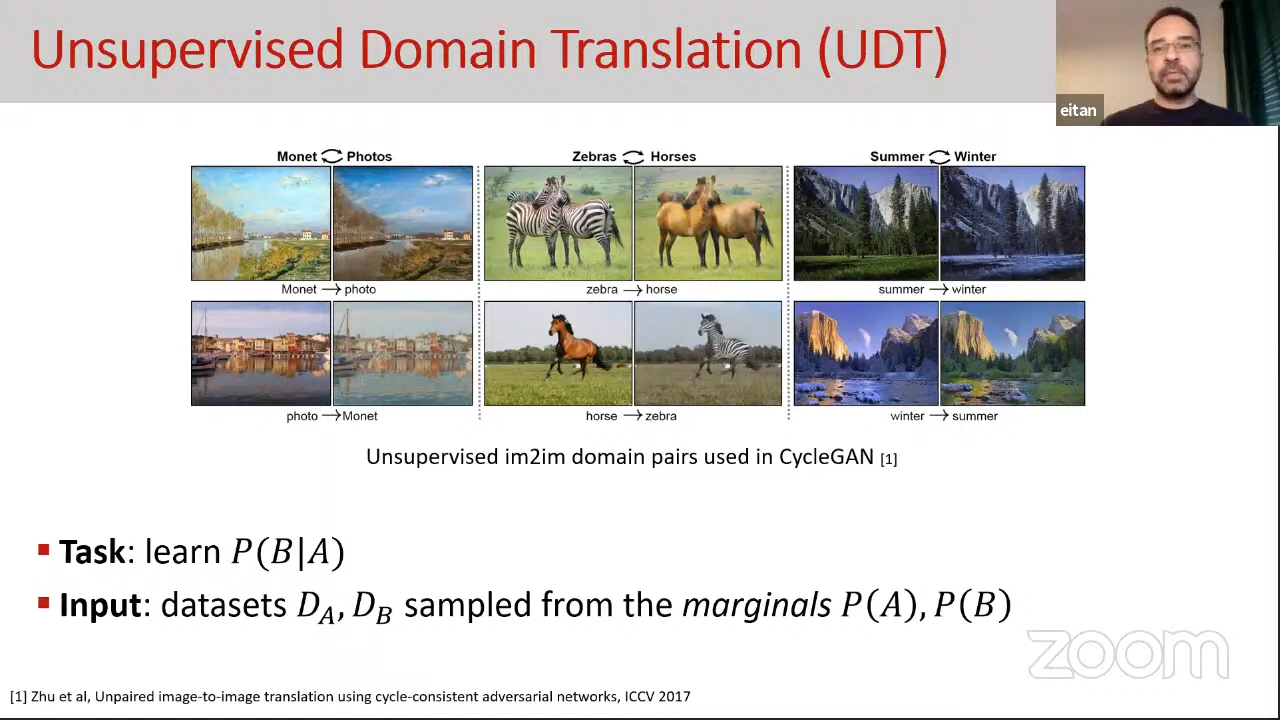 Unsupervised Domain Translation (UDT)
eitan
Monet Photos
Zebras Horses
Summer Winter
Monet → photo
zebra → horse
summer → winter
photo → Monet
horse → zebra
winter → summer
Unsupervised im2im domain pairs used in CycleGAN [1]
▪ Task: learn P(B|A)
▪ Input: datasets D_A, D_B sampled from the marginals P(A), P(B)
zoom
[1] Zhu et al, Unpaired image-to-image translation using cycle-consistent adversarial networks, ICCV 2017